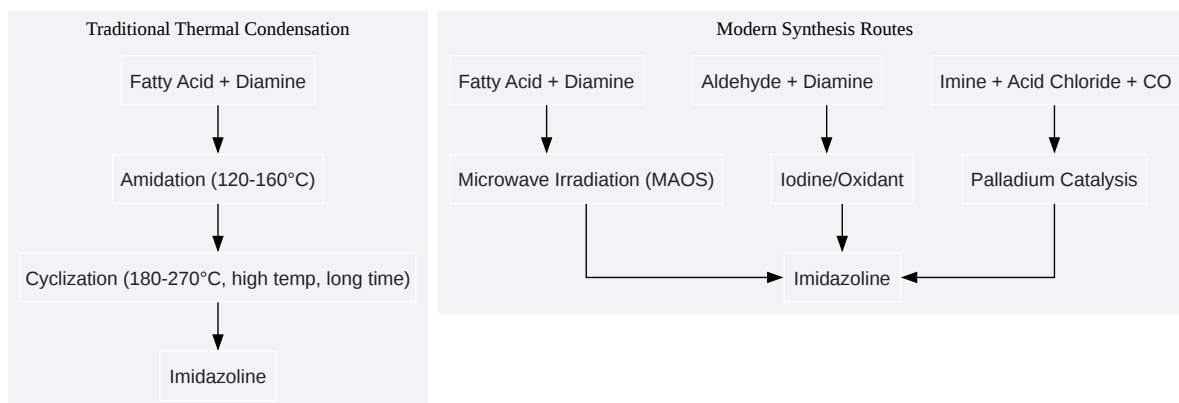 Traditional Thermal Condensation
Fatty Acid + Diamine
Amidation (120-160°C)
Cyclization (180-270°C, high temp, long time)
Imidazoline
Modern Synthesis Routes
Fatty Acid + Diamine
Aldehyde + Diamine
Imine + Acid Chloride + CO
Microwave Irradiation (MAOS)
Iodine/Oxidant
Palladium Catalysis
Imidazoline